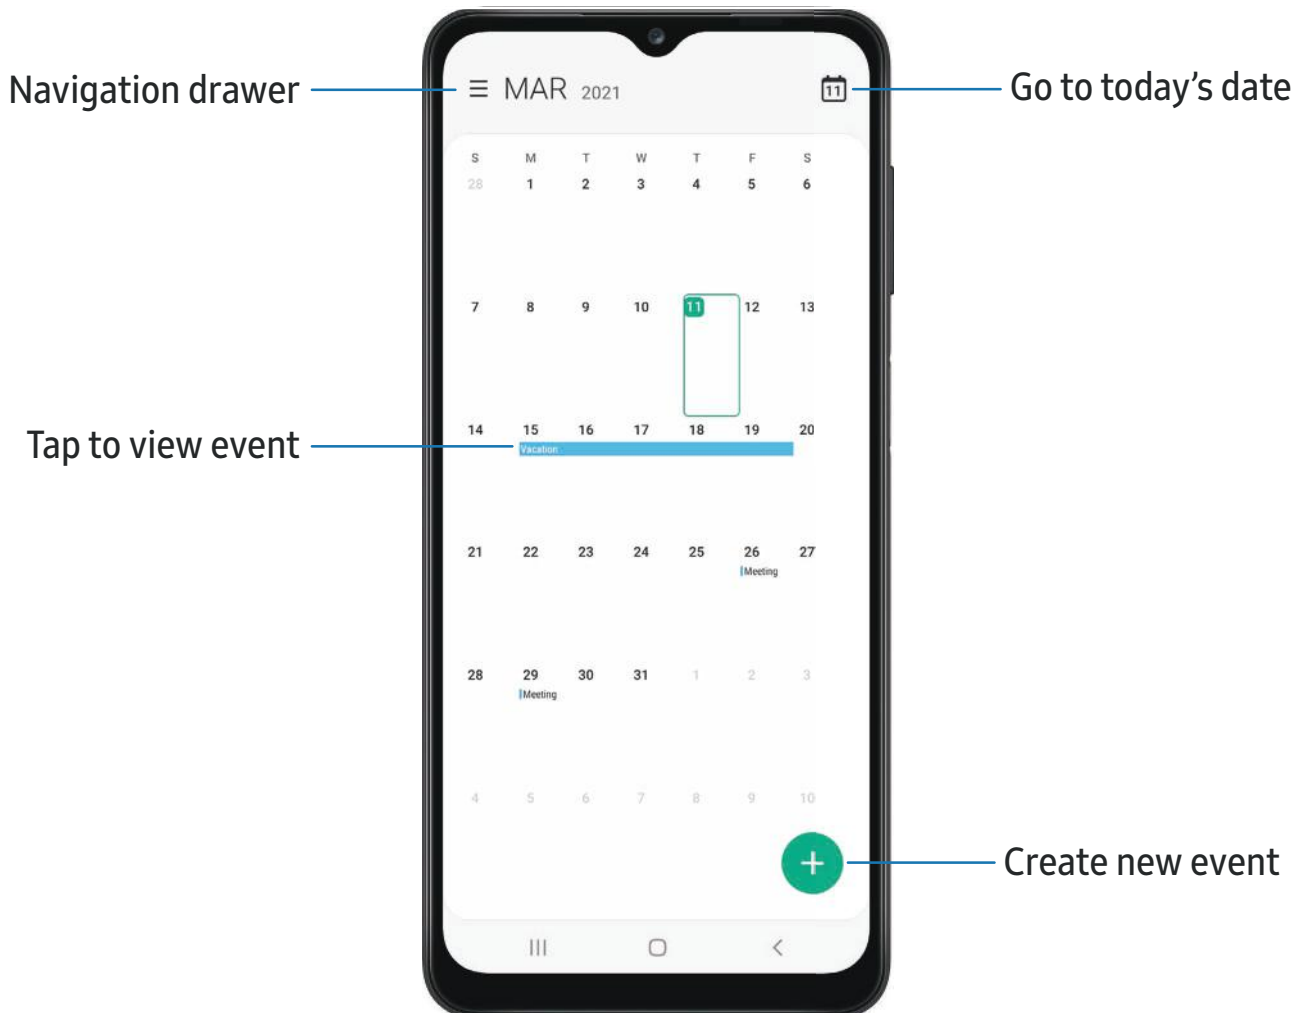 Navigation drawer
MAR 2021
11
Go to today's date
S M T W T F S
28 1 2 3 4 5 6
7 8 9 10 11 12 13
14 15 16 17 18 19 20
Tap to view event
Vacation
21 22 23 24 25 26 27
Meeting
28 29 30 31 1 2 3
Meeting
4 5 6 7 8 9 10
Create new event